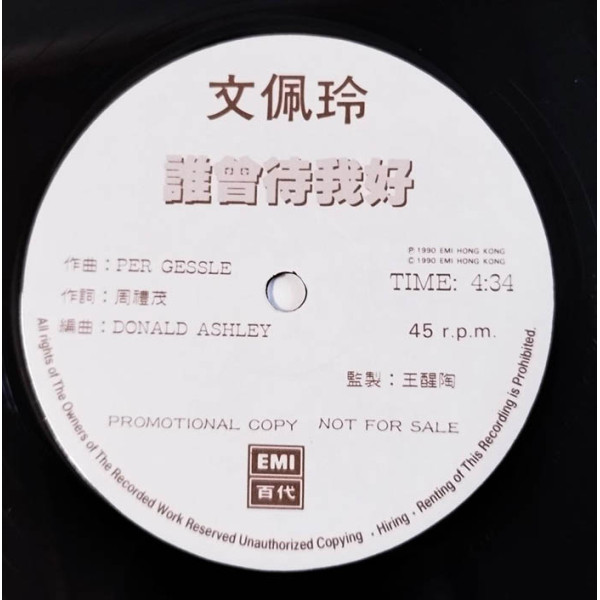 文佩玲
誰曾待我好
作曲：PER GESSLE
作詞：周禮茂
編曲：DONALD ASHLEY
℗ 1990 EMI HONG KONG
© 1990 EMI HONG KONG
TIME: 4:34
45 r.p.m.
監製：王醒陶
PROMOTIONAL COPY NOT FOR SALE
EMI
百代
All rights of The Owners of The Recorded Work Reserved Unauthorized Copying , Hiring , Renting of This Recording is Prohibited.